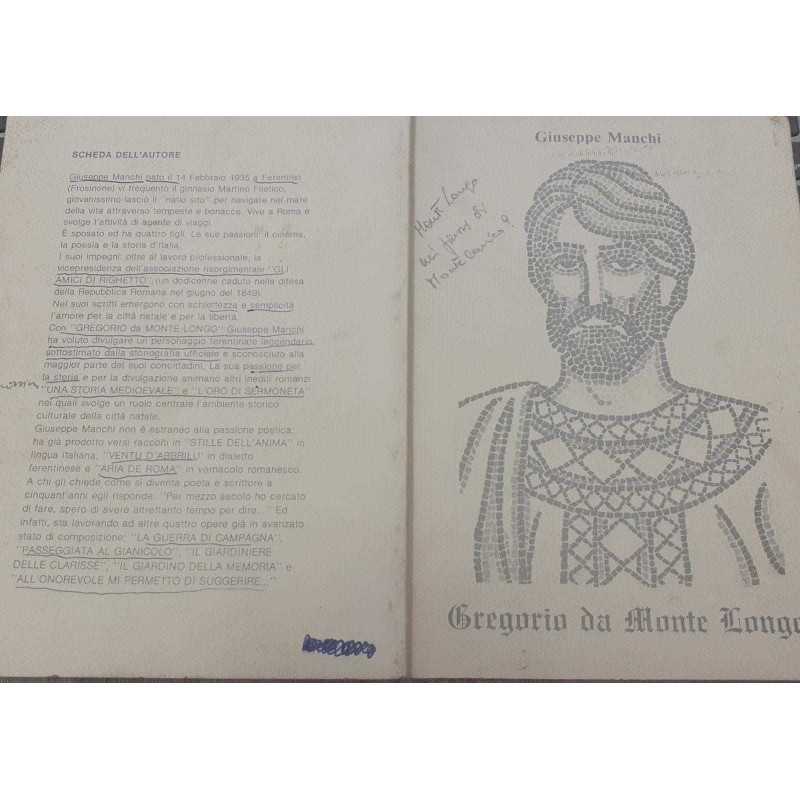 SCHEDA DELL'AUTORE
Giuseppe Manchi nato il 14 Febbraio 1935 a Ferentino
(Frosinone) vi frequentò il ginnasio Martino Filetico,
giovanissimo lasciò il "natio sito" per navigare nel mare
della vita attraverso tempeste e bonacce. Vive a Roma e
svolge l'attività di agente di viaggi.
È sposato ed ha quattro figli. Le sue passioni: il cinema,
la poesia e la storia d'Italia.
I suoi impegni: oltre al lavoro professionale, la
vicepresidenza dell'associazione risorgimentale "GLI
AMICI DI RIGHETTO", (un dodicenne caduto nella difesa
della Repubblica Romana nel giugno del 1849).
Nei suoi scritti emergono con schiettezza e semplicità
l'amore per la città natale e per la libertà.
Con "GREGORIO da MONTE LONGO" Giuseppe Manchi
ha voluto divulgare un personaggio ferentinate leggendario
sottostimato dalla storiografia ufficiale e sconosciuto alla
maggior parte dei suoi concittadini. La sua passione per
la storia e per la divulgazione animano altri inediti romanzi
"UNA STORIA MEDIOEVALE" e "L'ORO DI SERMONETA"
nei quali svolge un ruolo centrale l'ambiente storico
culturale della città natale.
Giuseppe Manchi non è estraneo alla passione poetica:
ha già prodotto versi raccolti in "STILLE DELL'ANIMA" in
lingua italiana, "VENTU D'ABBRILU" in dialetto
ferentinese e "ARIA DE ROMA" in vernacolo romanesco.
A chi gli chiede come si diventa poeta e scrittore a
cinquant'anni egli risponde: "Per mezzo secolo ho cercato
di fare, spero di avere altrettanto tempo per dire..." Ed
infatti, sta lavorando ad altre quattro opere già in avanzato
stato di composizione: "LA GUERRA DI CAMPAGNA",
"PASSEGGIATA AL GIANICOLO", "IL GIARDINIERE
DELLE CLARISSE", "IL GIARDINO DELLA MEMORIA" e
"ALL'ONOREVOLE MI PERMETTO DI SUGGERIRE..."
Giuseppe Manchi
Monte Longo
Gregorio da Monte Longo